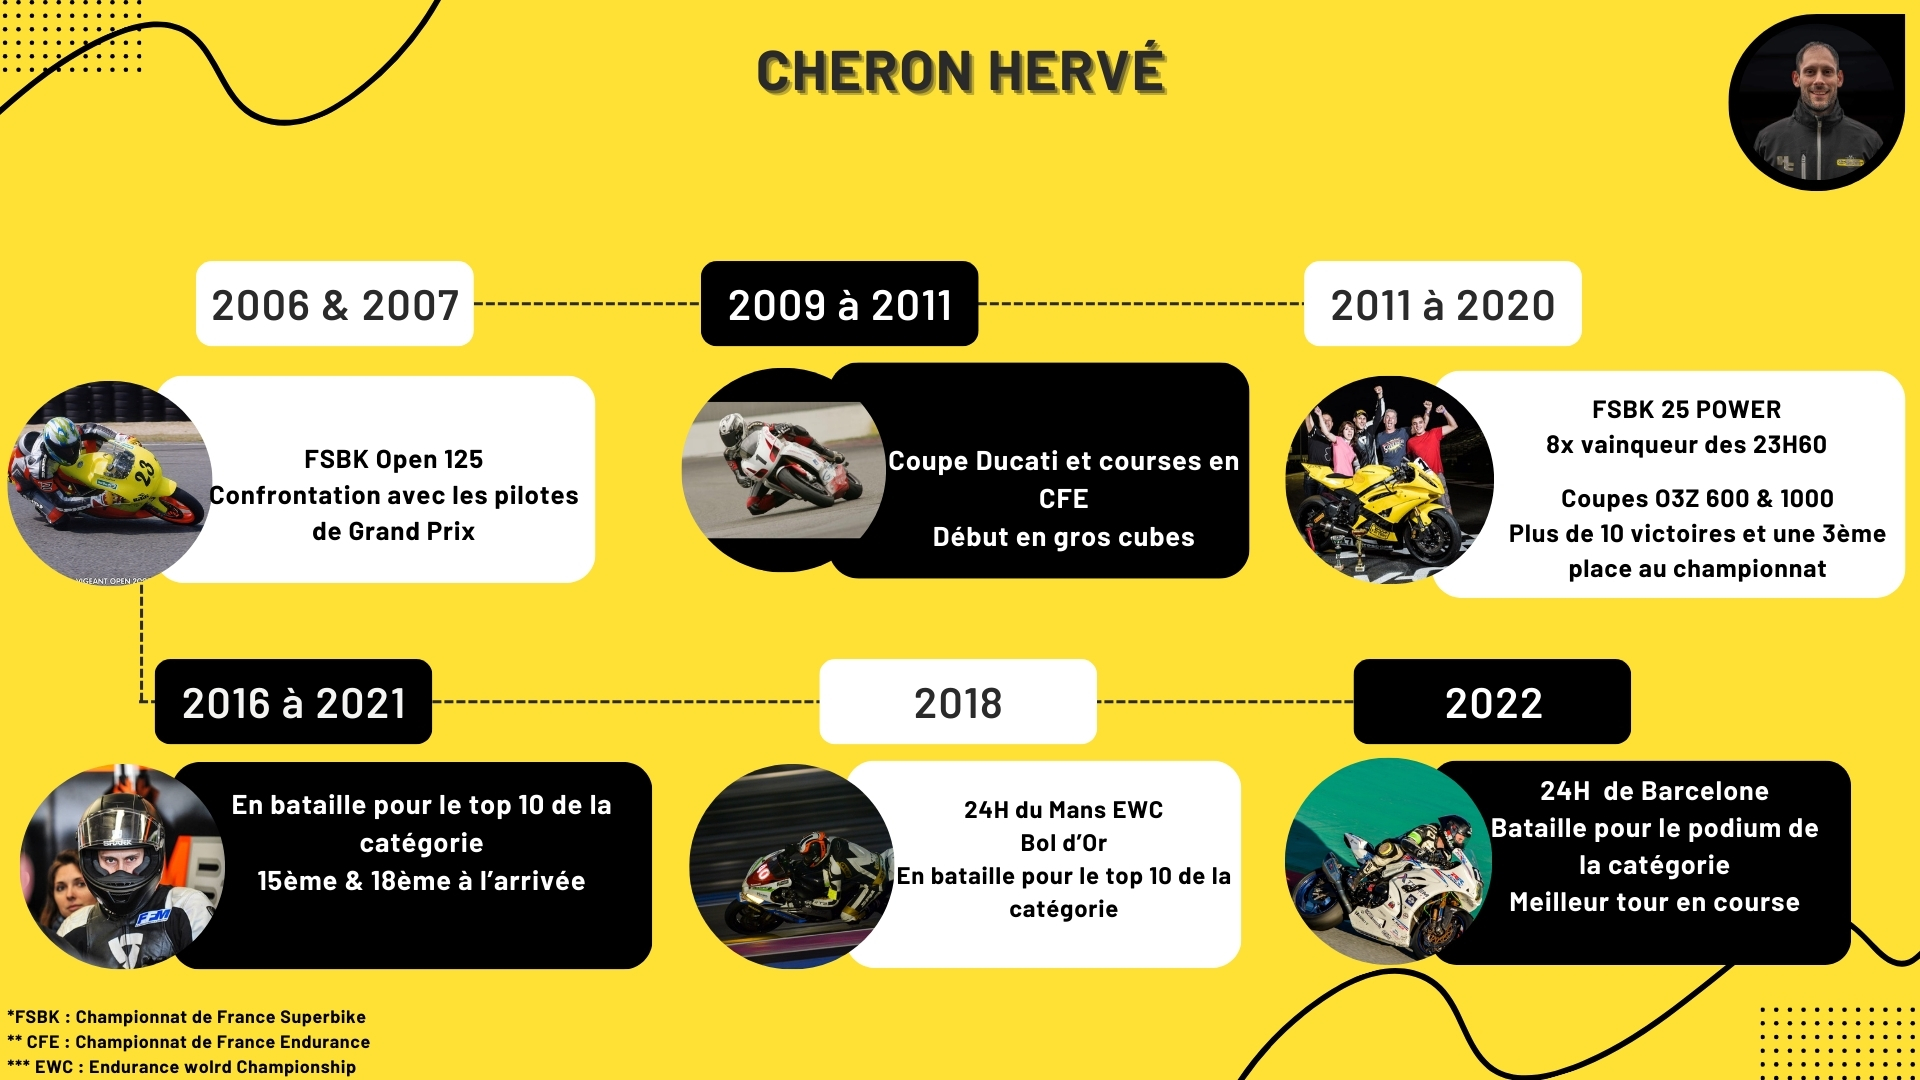 CHERON HERVÉ
2006 & 2007
2009 à 2011
2011 à 2020
FSBK Open 125
Confrontation avec les pilotes
de Grand Prix
23
VIGEANT OPEN
Coupe Ducati et courses en
CFE
Début en gros cubes
FSBK 25 POWER
8x vainqueur des 23H60
Coupes O3Z 600 & 1000
Plus de 10 victoires et une 3ème
place au championnat
2016 à 2021
2018
2022
En bataille pour le top 10 de la
catégorie
15ème & 18ème à l’arrivée
SHARK
FFM
24H du Mans EWC
Bol d’Or
En bataille pour le top 10 de la
catégorie
24H  de Barcelone
Bataille pour le podium de
la catégorie
Meilleur tour en course
*FSBK : Championnat de France Superbike
** CFE : Championnat de France Endurance
*** EWC : Endurance wolrd Championship